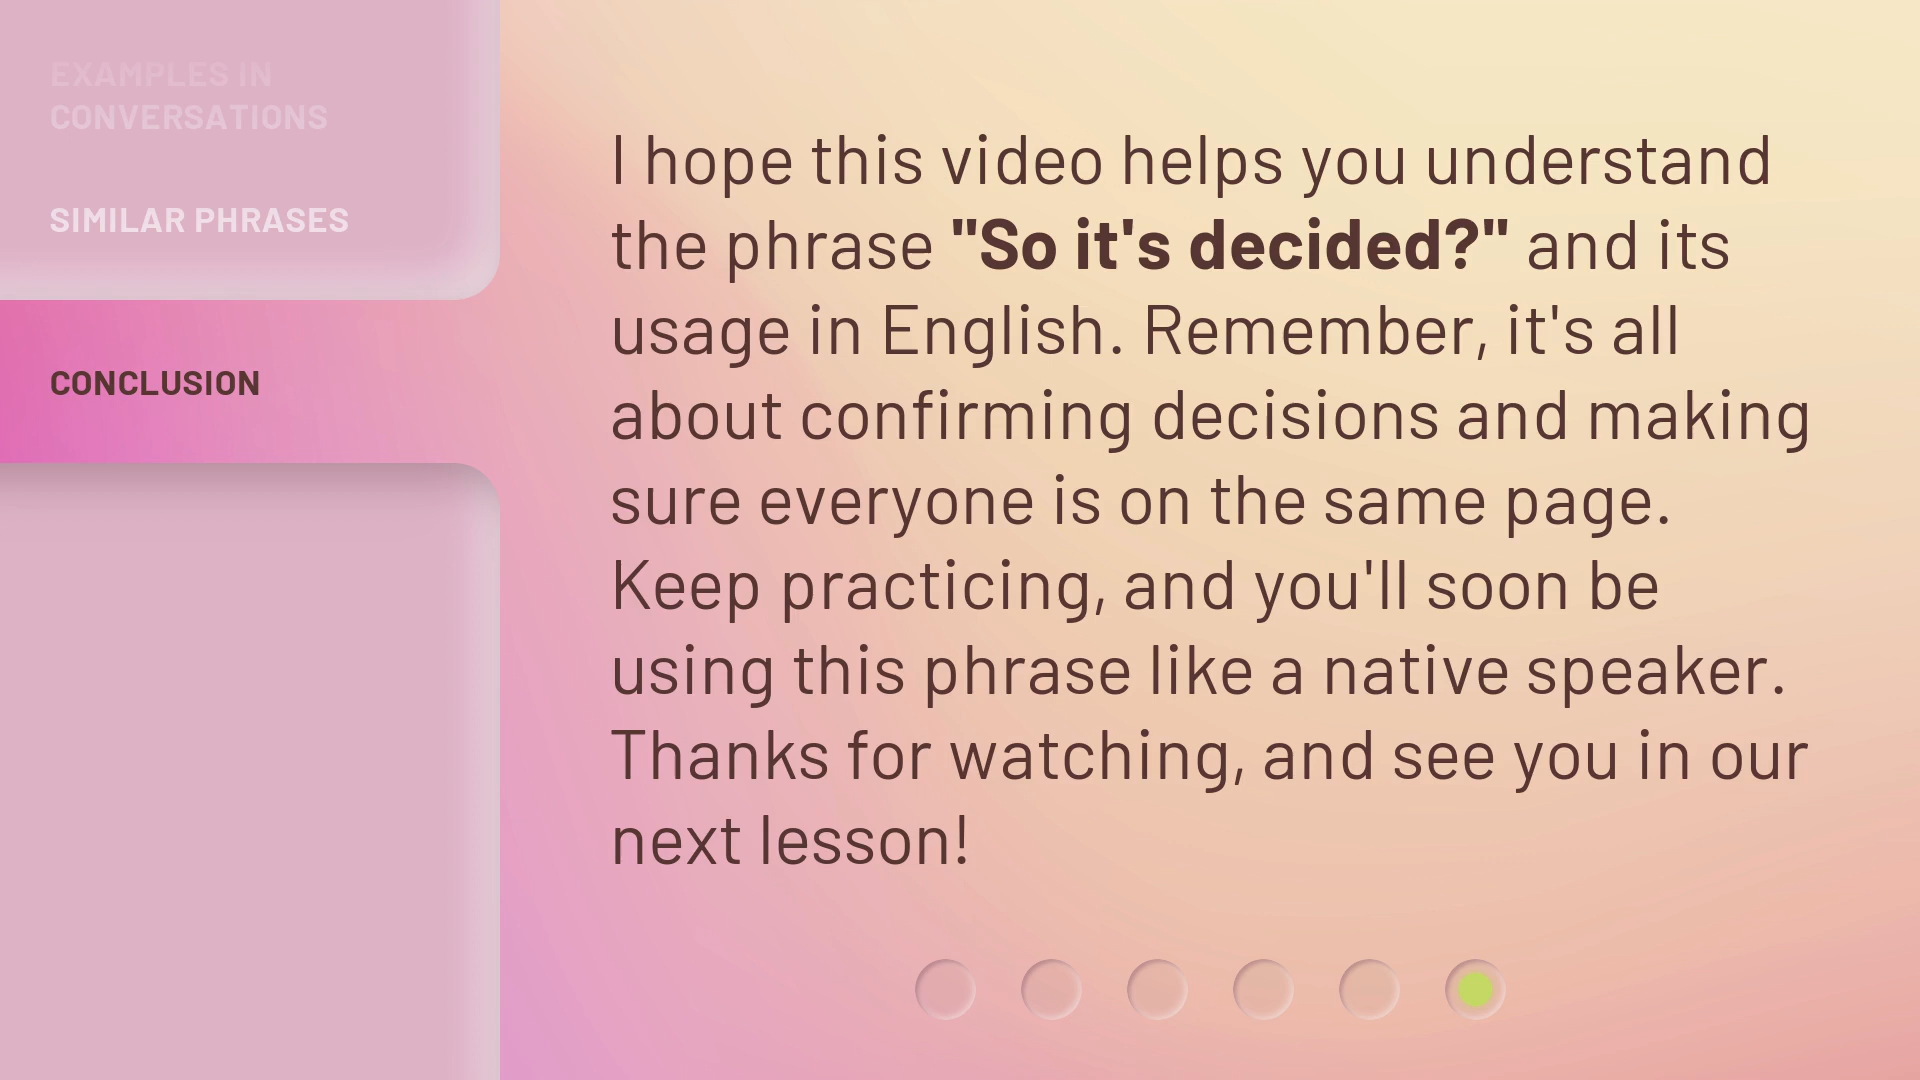 EXAMPLES IN
CONVERSATIONS
SIMILAR PHRASES
CONCLUSION
I hope this video helps you understand
the phrase "So it's decided?" and its
usage in English. Remember, it's all
about confirming decisions and making
sure everyone is on the same page.
Keep practicing, and you'll soon be
using this phrase like a native speaker.
Thanks for watching, and see you in our
next lesson!